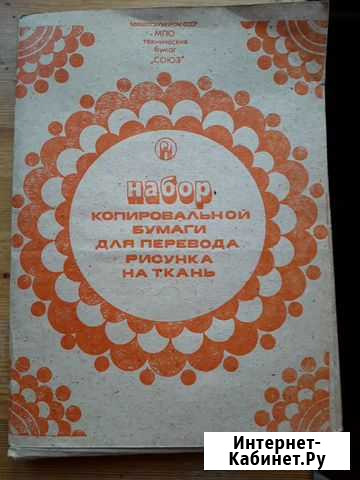 МПО
технических
бумаг
„СОЮЗ"
набор
КОПИРОВАЛЬНОЙ
БУМАГИ
ДЛЯ ПЕРЕВОДА
РИСУНКА
НА ТКАНЬ
Интернет-
Кабинет.Ру